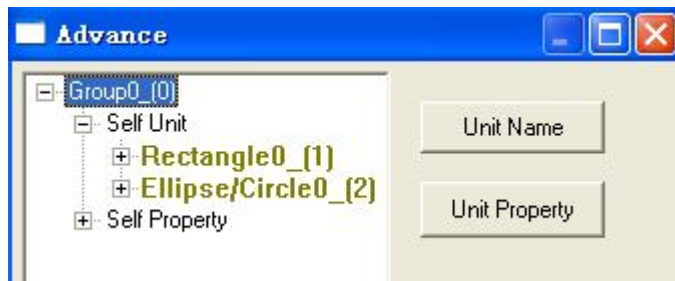 Advance
Group0_(0)
Self Unit
Rectangle0_(1)
Ellipse/Circle0_(2)
Self Property
Unit Name
Unit Property